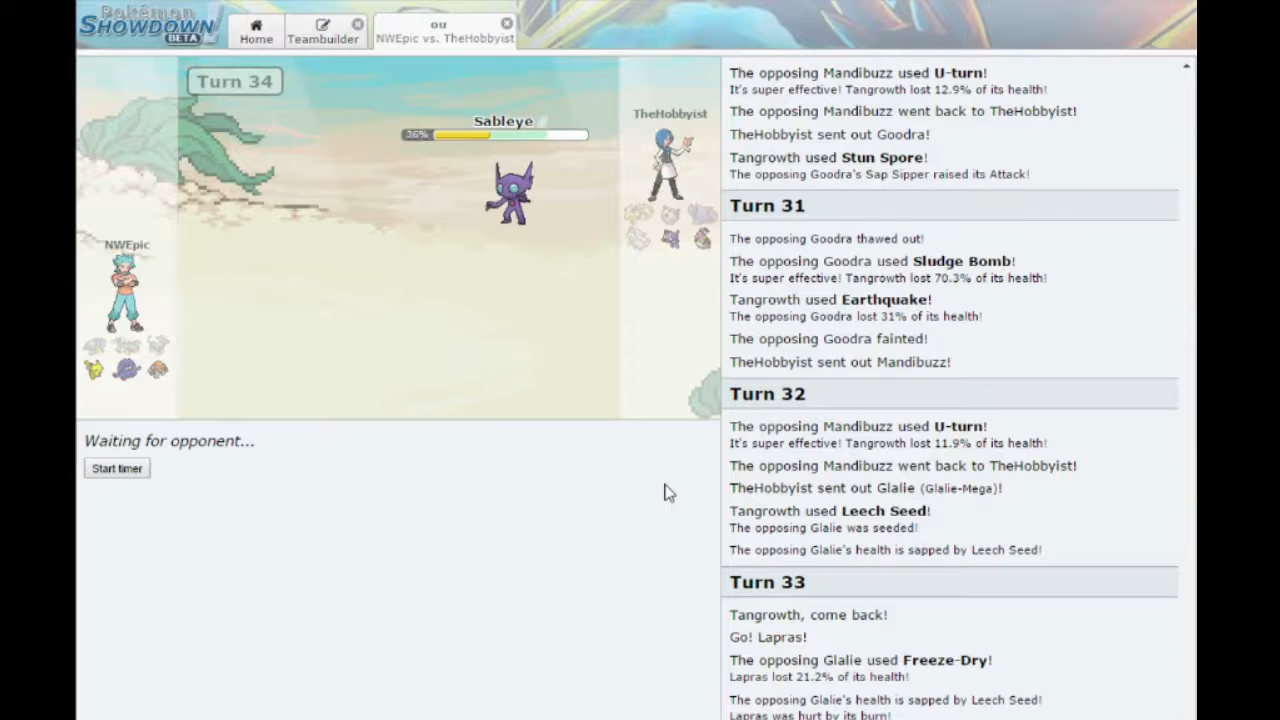 Pokémon
SHOWDOWN
BETA
Home
Teambuilder
ou
NWEpic vs. TheHobbyist
Turn 34
Sableye
36%
TheHobbyist
NWEpic
Waiting for opponent...
Start timer
The opposing Mandibuzz used U-turn!
It's super effective! Tangrowth lost 12.9% of its health!
The opposing Mandibuzz went back to TheHobbyist!
TheHobbyist sent out Goodra!
Tangrowth used Stun Spore!
The opposing Goodra's Sap Sipper raised its Attack!
Turn 31
The opposing Goodra thawed out!
The opposing Goodra used Sludge Bomb!
It's super effective! Tangrowth lost 70.3% of its health!
Tangrowth used Earthquake!
The opposing Goodra lost 31% of its health!
The opposing Goodra fainted!
TheHobbyist sent out Mandibuzz!
Turn 32
The opposing Mandibuzz used U-turn!
It's super effective! Tangrowth lost 11.9% of its health!
The opposing Mandibuzz went back to TheHobbyist!
TheHobbyist sent out Glalie (Glalie-Mega)!
Tangrowth used Leech Seed!
The opposing Glalie was seeded!
The opposing Glalie's health is sapped by Leech Seed!
Turn 33
Tangrowth, come back!
Go! Lapras!
The opposing Glalie used Freeze-Dry!
Lapras lost 21.2% of its health!
The opposing Glalie's health is sapped by Leech Seed!
Lapras was hurt by its burn!